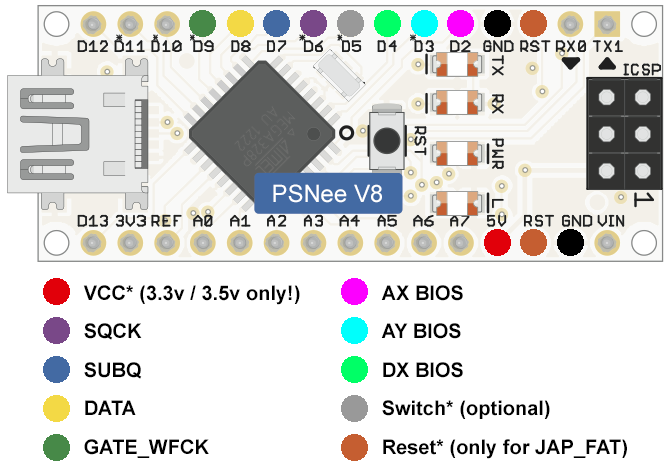 D12 *D11 *D10 *D9 D8 D7 *D6 *D5 D4 *D3 D2 GND RST RX0 TX1
TX
ICSP
RX
RST
PWR
MEGA328P
AU 1222
PSNee V8
L
1
D13 3V3 REF A0 A1 A2 A3 A4 A5 A6 A7 5V RST GND VIN
VCC* (3.3v / 3.5v only!)
AX BIOS
SQCK
AY BIOS
SUBQ
DX BIOS
DATA
Switch* (optional)
GATE_WFCK
Reset* (only for JAP_FAT)